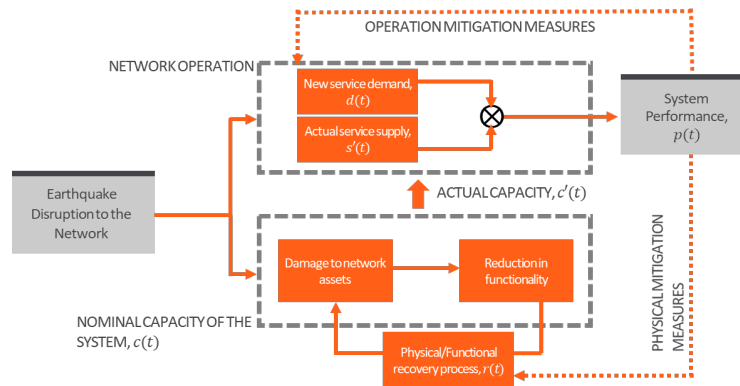 OPERATION MITIGATION MEASURES
NETWORK OPERATION
New service demand,
d(t)
Actual service supply,
s'(t)
System
Performance,
p(t)
Earthquake
Disruption to the
Network
ACTUAL CAPACITY, c'(t)
Damage to network
assets
Reduction in
functionality
PHYSICAL MITIGATION
MEASURES
NOMINAL CAPACITY OF THE
SYSTEM, c(t)
Physical/Functional
recovery process, r(t)